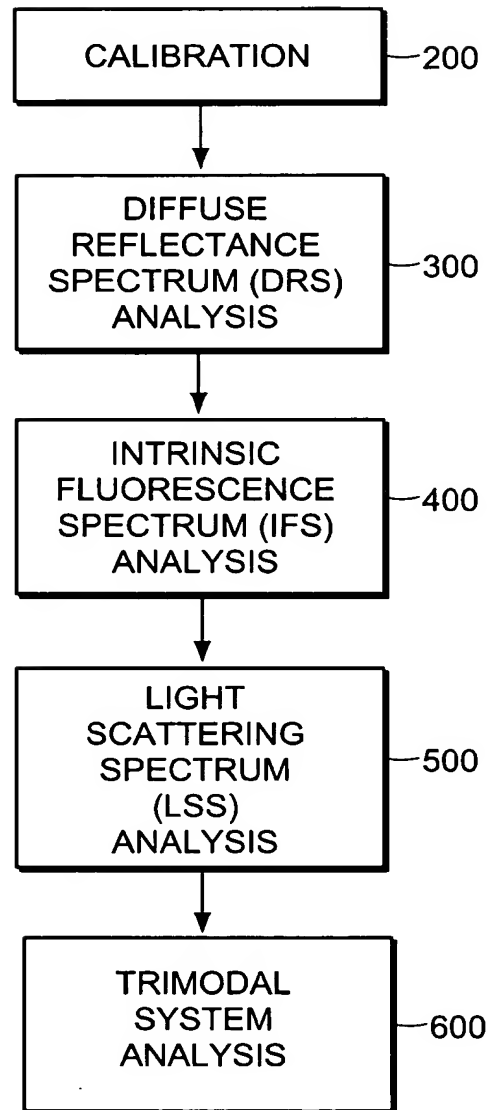 CALIBRATION
200
DIFFUSE
REFLECTANCE
SPECTRUM (DRS)
ANALYSIS
300
INTRINSIC
FLUORESCENCE
SPECTRUM (IFS)
ANALYSIS
400
LIGHT
SCATTERING
SPECTRUM
(LSS)
ANALYSIS
500
TRIMODAL
SYSTEM
ANALYSIS
600